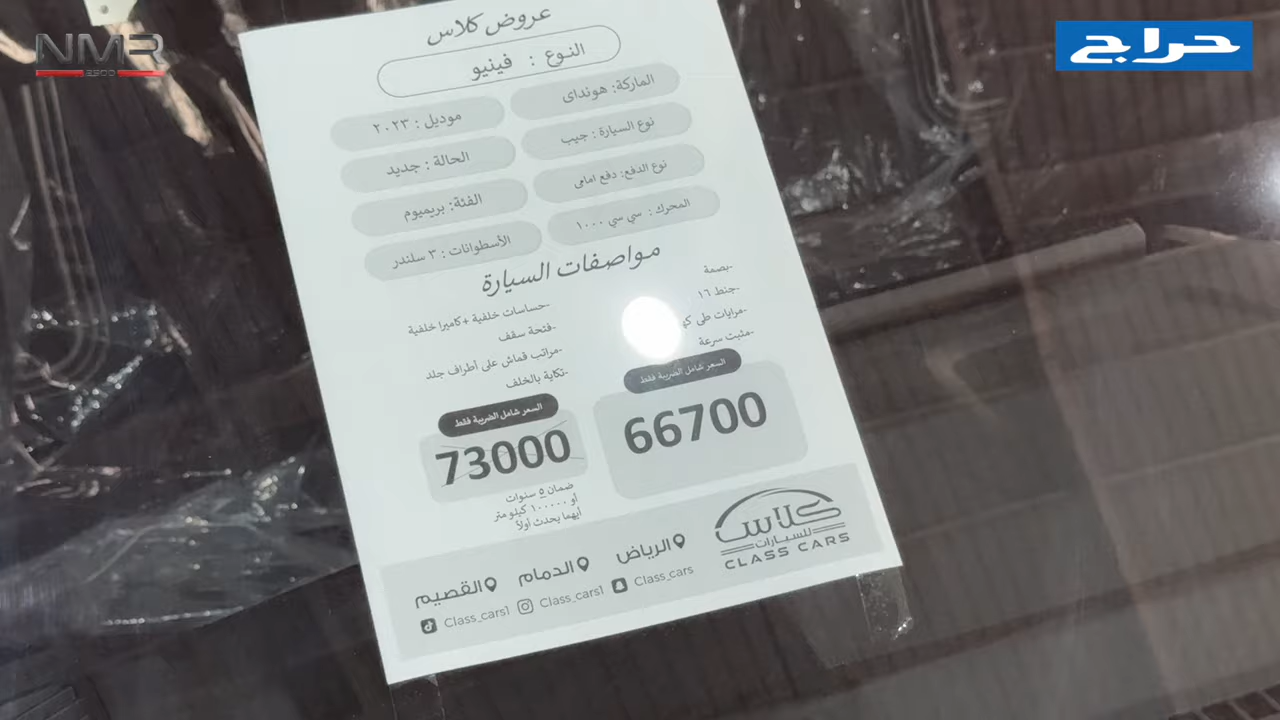 NMR
2500
حراج
عروض كلاس
النوع : فينيو
الماركة: هونداى
موديل : ٢٠٢٣
نوع السيارة : جيب
الحالة : جديد
نوع الدفع: دفع امامى
الفئة: بريميوم
المحرك : سي سي ١٠٠٠
الأسطوانات : ٣ سلندر
مواصفات السيارة
-بصمة
-جنط ١٦
-مرايات طى
-مثبت سرعة
-حساسات خلفية +كاميرا خلفية
-فتحة سقف
-مراتب قماش على أطراف جلد
-تكاية بالخلف
السعر شامل الضريبة فقط
66700
السعر شامل الضريبة فقط
73000
ضمان ٥ سنوات
أو ١٠٠٠٠٠ كيلو متر
أيهما يحدث أولاً
كلاس
للسيارات
CLASS CARS
الرياض
الدمام
القصيم
Class_cars
Class_cars1
Class_cars1